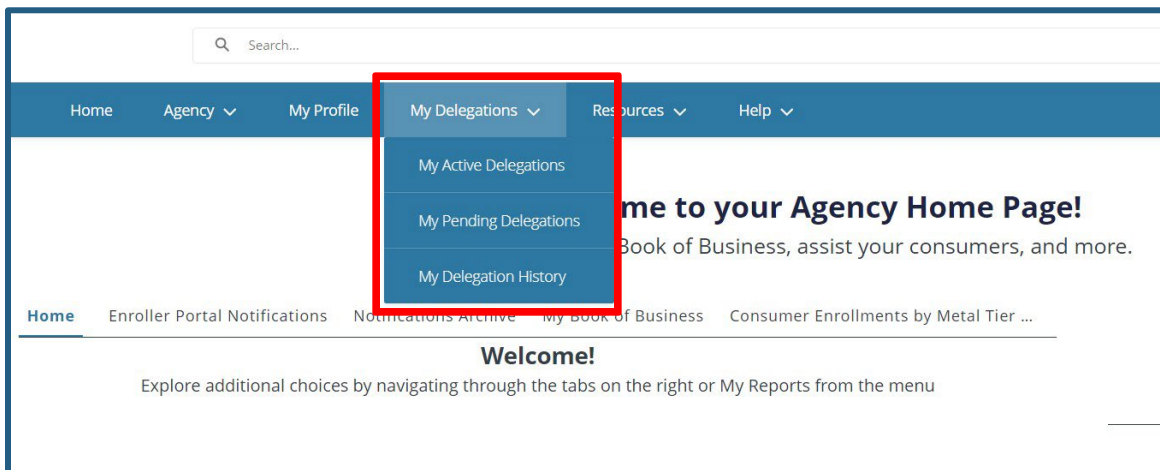 Search...
Home Agency My Profile My Delegations Resources Help
My Active Delegations
My Pending Delegations
My Delegation History
me to your Agency Home Page!
Book of Business, assist your consumers, and more.
Home Enroller Portal Notifications Notifications Archive My Book of Business Consumer Enrollments by Metal Tier ...
Welcome!
Explore additional choices by navigating through the tabs on the right or My Reports from the menu